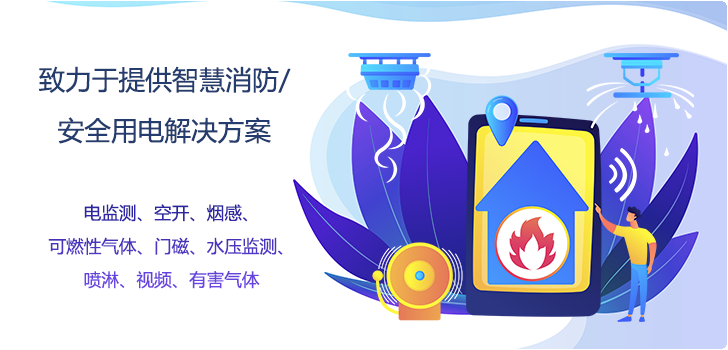 致力于提供智慧消防/
安全用电解决方案
电监测、空开、烟感、
可燃性气体、门磁、水压监测、
喷淋、视频、有害气体